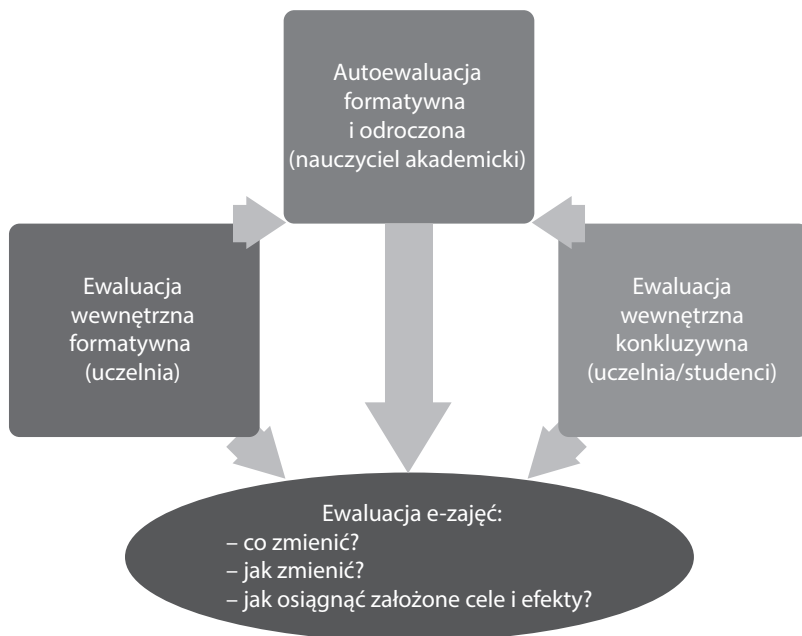 Autoewaluacja
formatywna
i odroczona
(nauczyciel akademicki)
Ewaluacja
wewnętrzna
formatywna
(uczelnia)
Ewaluacja
wewnętrzna
konkluzywna
(uczelnia/studenci)
Ewaluacja e-zajęć:
– co zmienić?
– jak zmienić?
– jak osiągnąć założone cele i efekty?